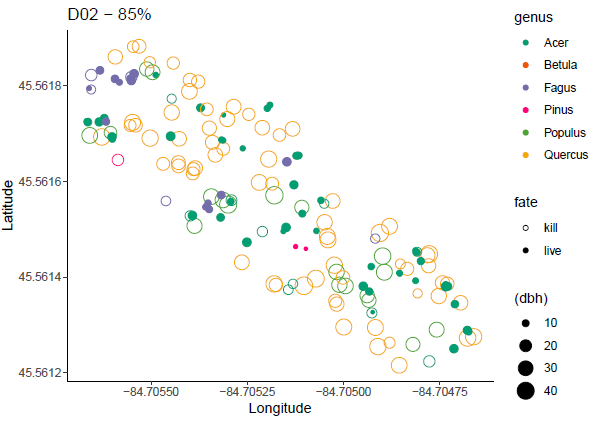 D02 − 85%
Latitude
45.5618
45.5616
45.5614
45.5612
−84.70550
−84.70525
−84.70500
−84.70475
Longitude
genus
Acer
Betula
Fagus
Pinus
Populus
Quercus
fate
kill
live
(dbh)
10
20
30
40